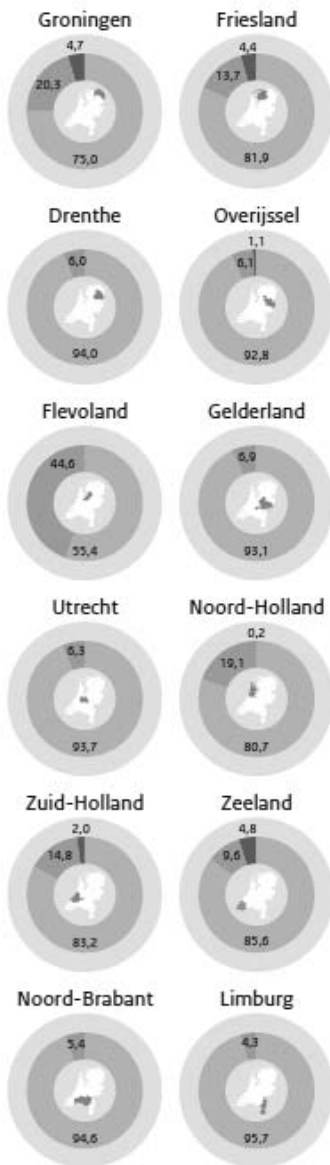 Groningen
4,7
20,3
75,0
Friesland
4,4
13,7
81,9
Drenthe
6,0
94,0
Overijssel
1,1
6,1
92,8
Flevoland
44,6
55,4
Gelderland
6,9
93,1
Utrecht
6,3
93,7
Noord-Holland
0,2
19,1
80,7
Zuid-Holland
2,0
14,8
83,2
Zeeland
4,8
9,6
85,6
Noord-Brabant
5,4
94,6
Limburg
4,3
95,7